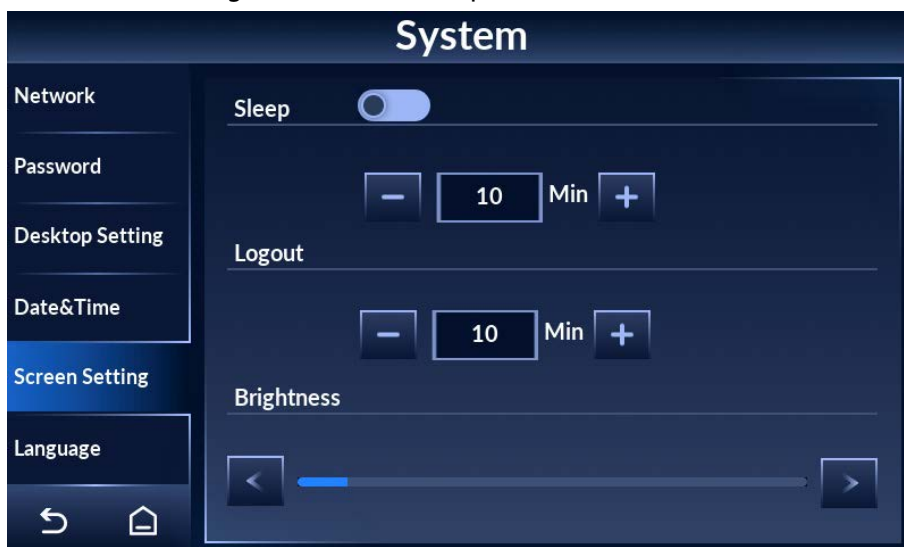 System
Network
Password
Desktop Setting
Date&Time
Screen Setting
Language
Sleep
10 Min
Logout
10 Min
Brightness